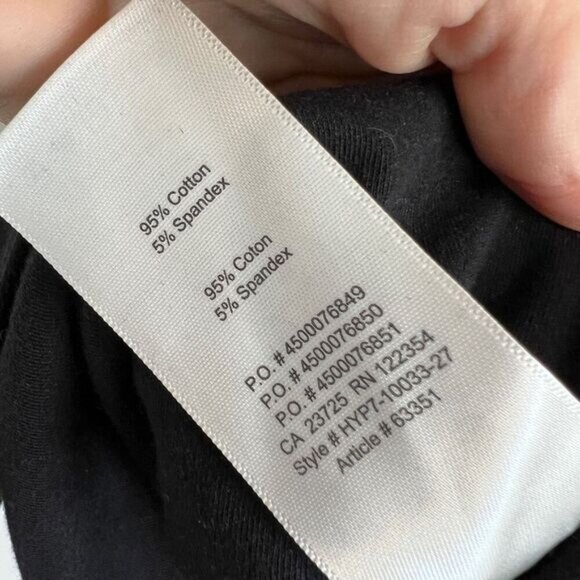 95% Cotton
5% Spandex
95% Coton
5% Spandex
P.O. # 4500076849
P.O. # 4500076850
P.O. # 4500076851
CA 23725 RN 122354
Style # HYP7-10033-27
Article # 63351